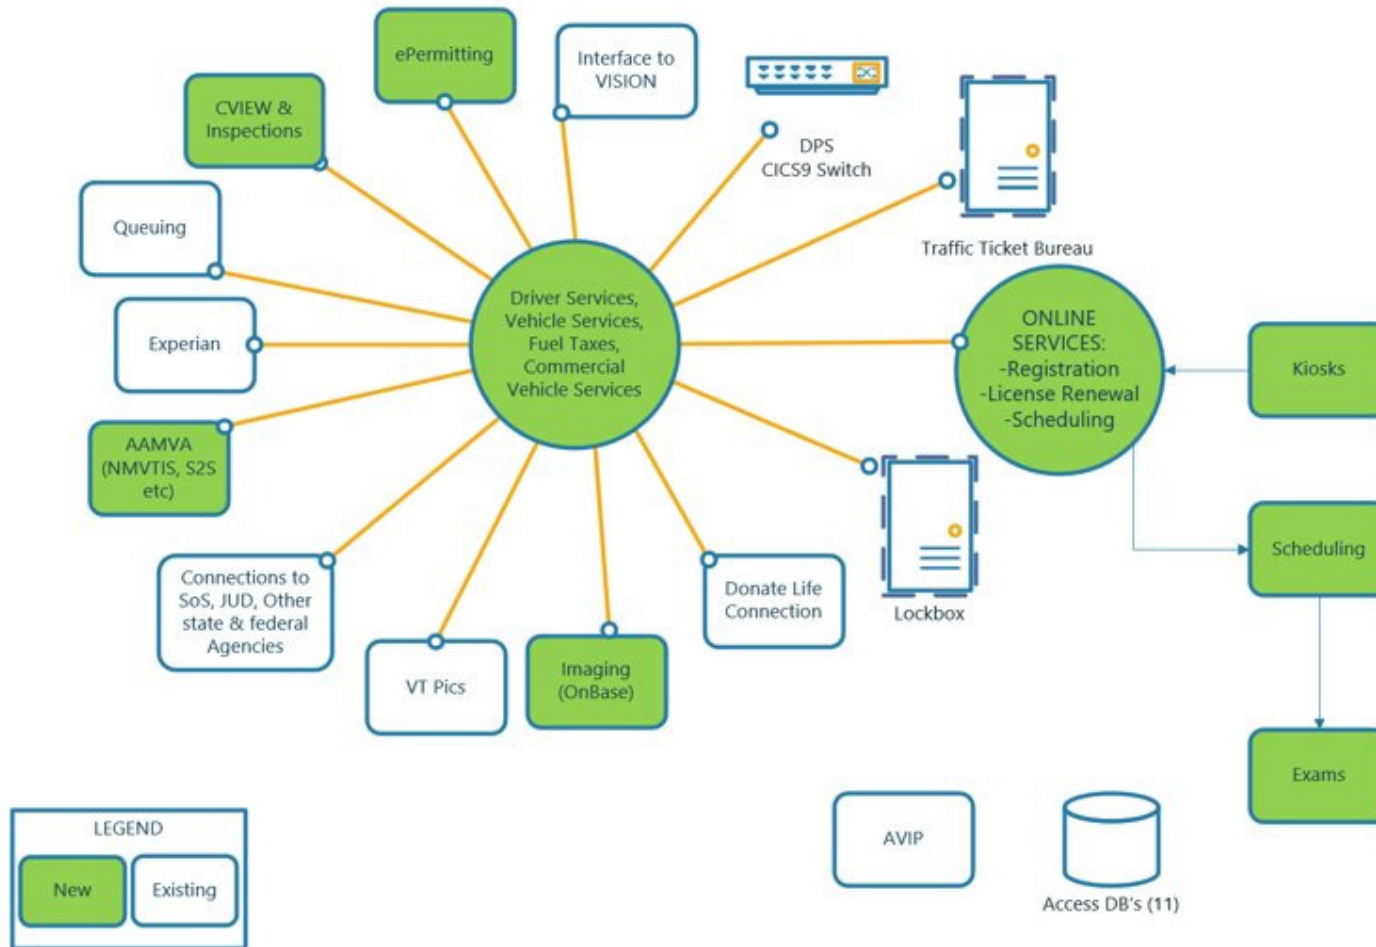 ePermitting
Interface to
VISION
CVIEW &
Inspections
DPS
CICS9 Switch
Queuing
Traffic Ticket Bureau
Experian
Driver Services,
Vehicle Services,
Fuel Taxes,
Commercial
Vehicle Services
ONLINE
SERVICES:
-Registration
-License Renewal
-Scheduling
Kiosks
AAMVA
(NMVTIS, S2S
etc)
Scheduling
Connections to
SoS, JUD, Other
state & federal
Agencies
VT Pics
Imaging
(OnBase)
Donate Life
Connection
Lockbox
Exams
LEGEND
New
Existing
AVIP
Access DB's (11)